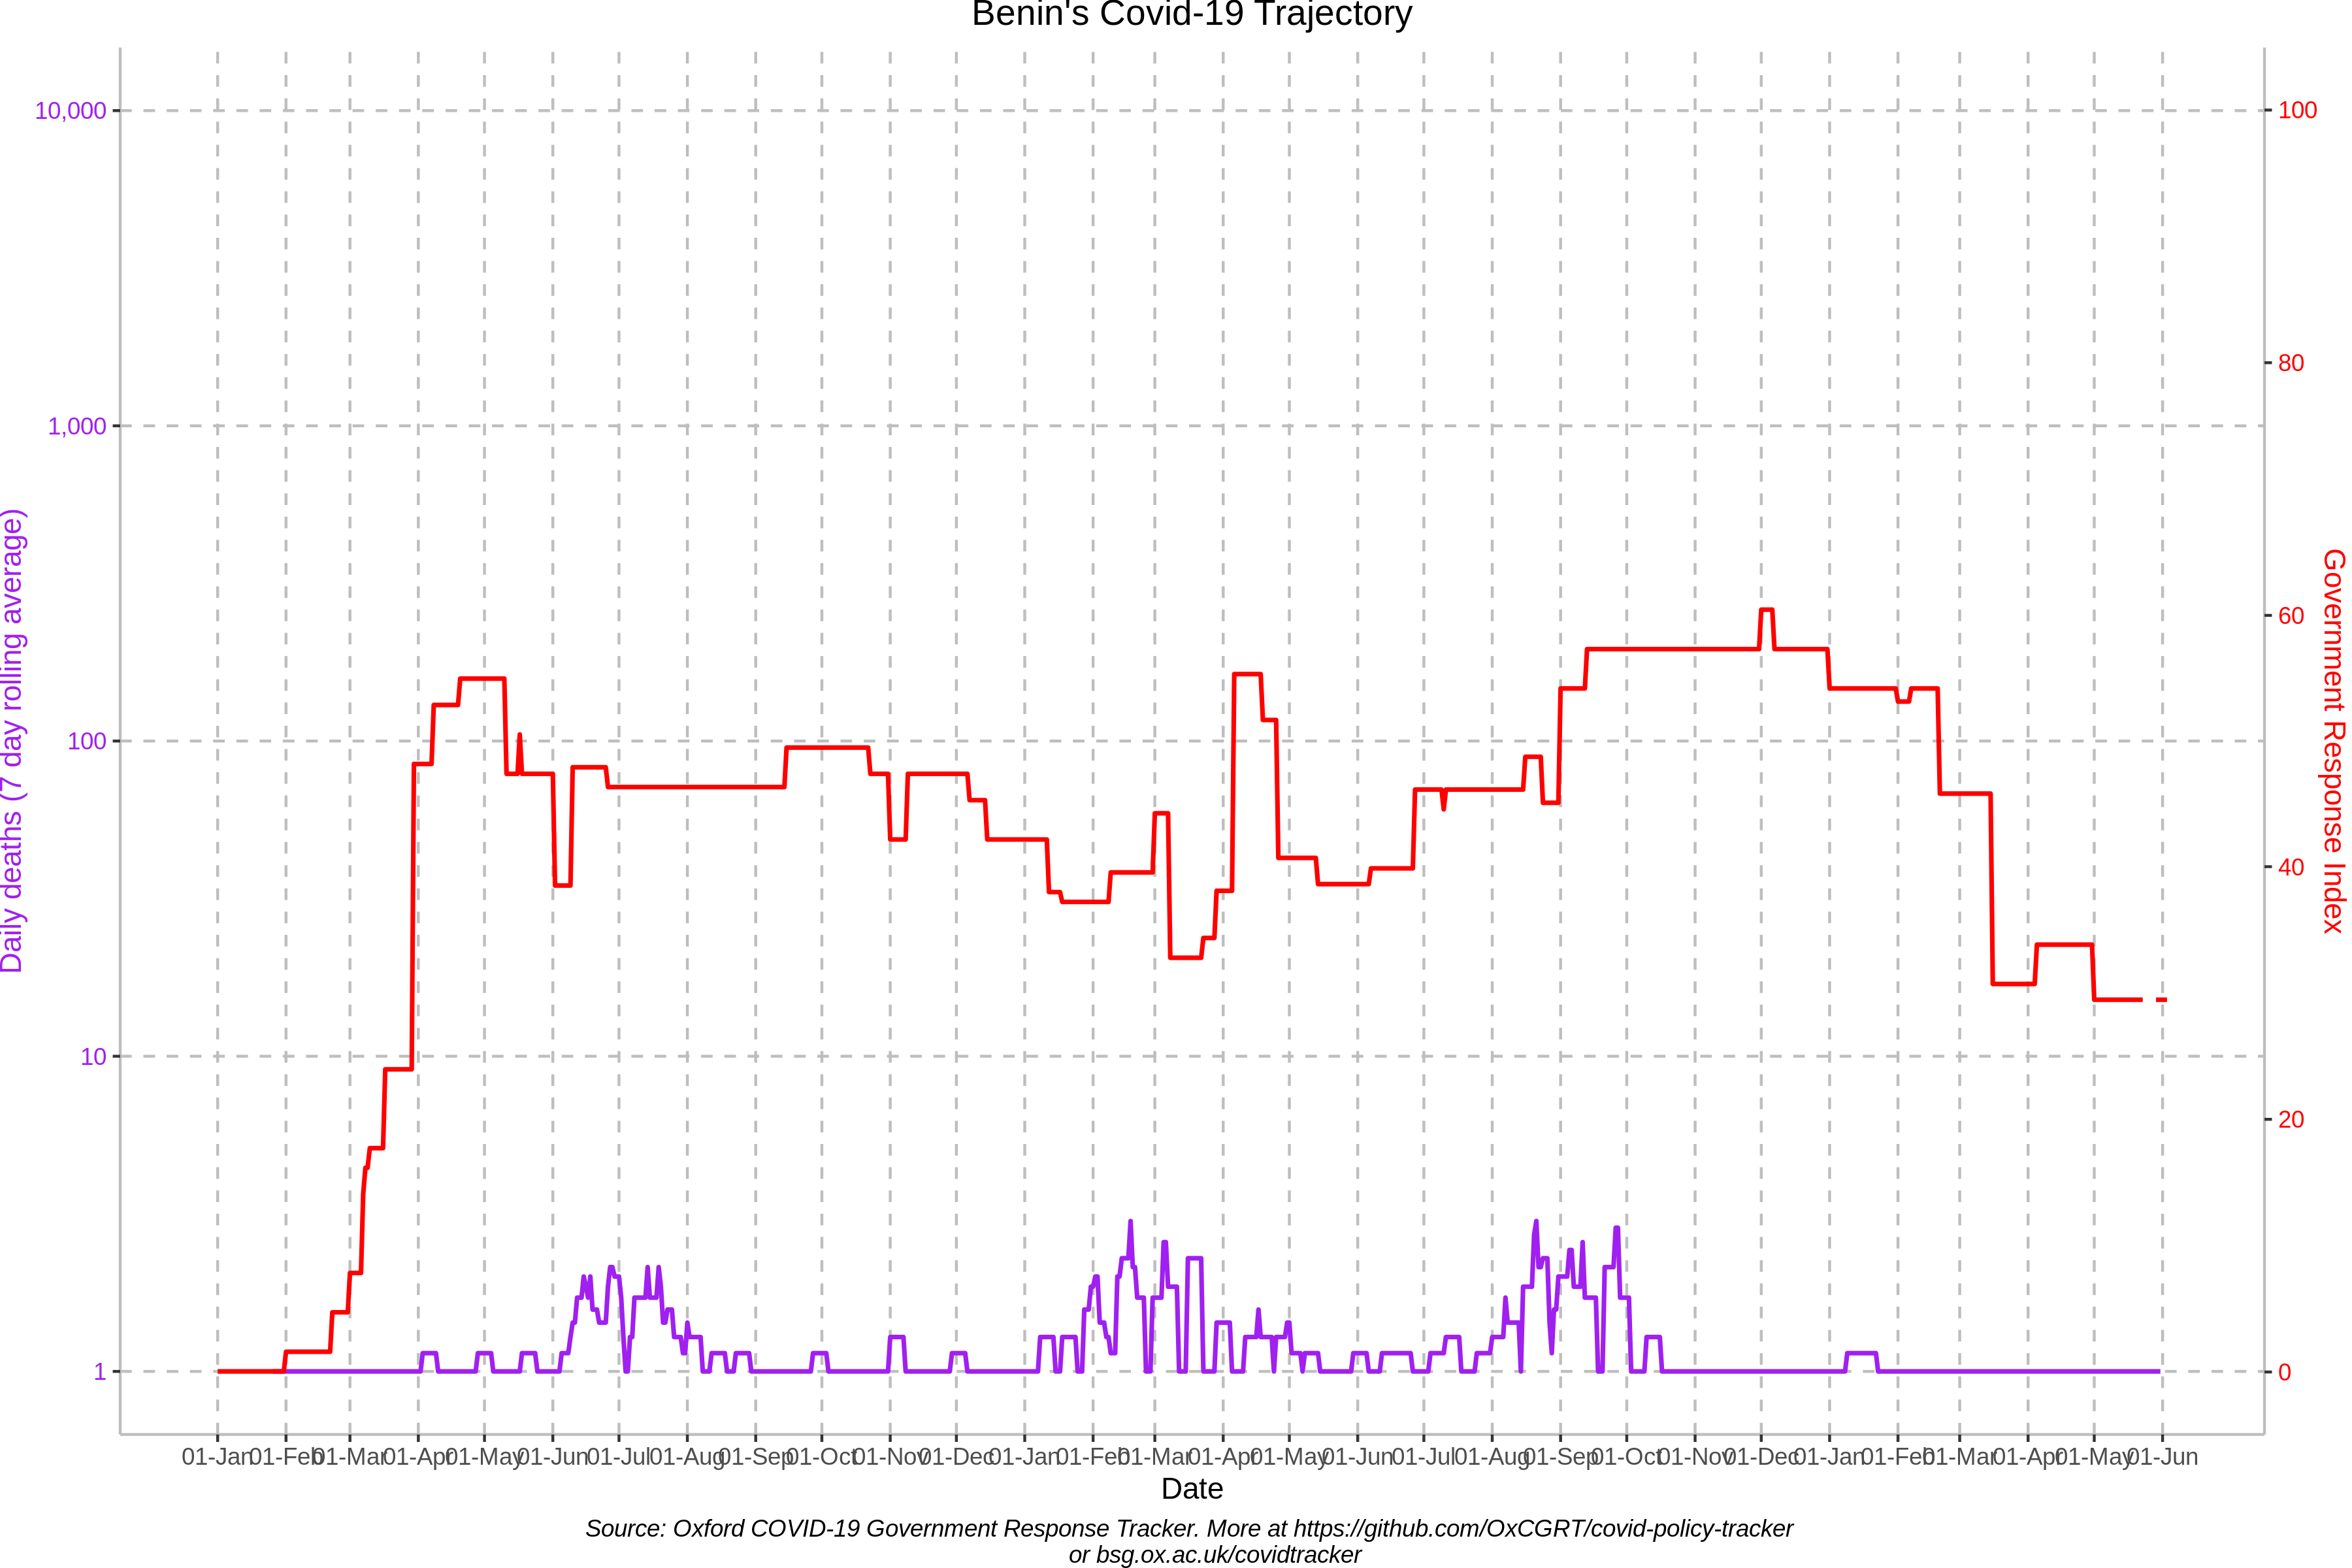 Benin's Covid-19 Trajectory
10,000
1,000
100
10
1
Daily deaths (7 day rolling average)
100
80
60
40
20
0
Government Response Index
01-Jan 01-Feb 01-Mar 01-Apr 01-May 01-Jun 01-Jul 01-Aug 01-Sep 01-Oct 01-Nov 01-Dec 01-Jan 01-Feb 01-Mar 01-Apr 01-May 01-Jun 01-Jul 01-Aug 01-Sep 01-Oct 01-Nov 01-Dec 01-Jan 01-Feb 01-Mar 01-Apr 01-May 01-Jun
Date
Source: Oxford COVID-19 Government Response Tracker. More at https://github.com/OxCGRT/covid-policy-tracker
or bsg.ox.ac.uk/covidtracker